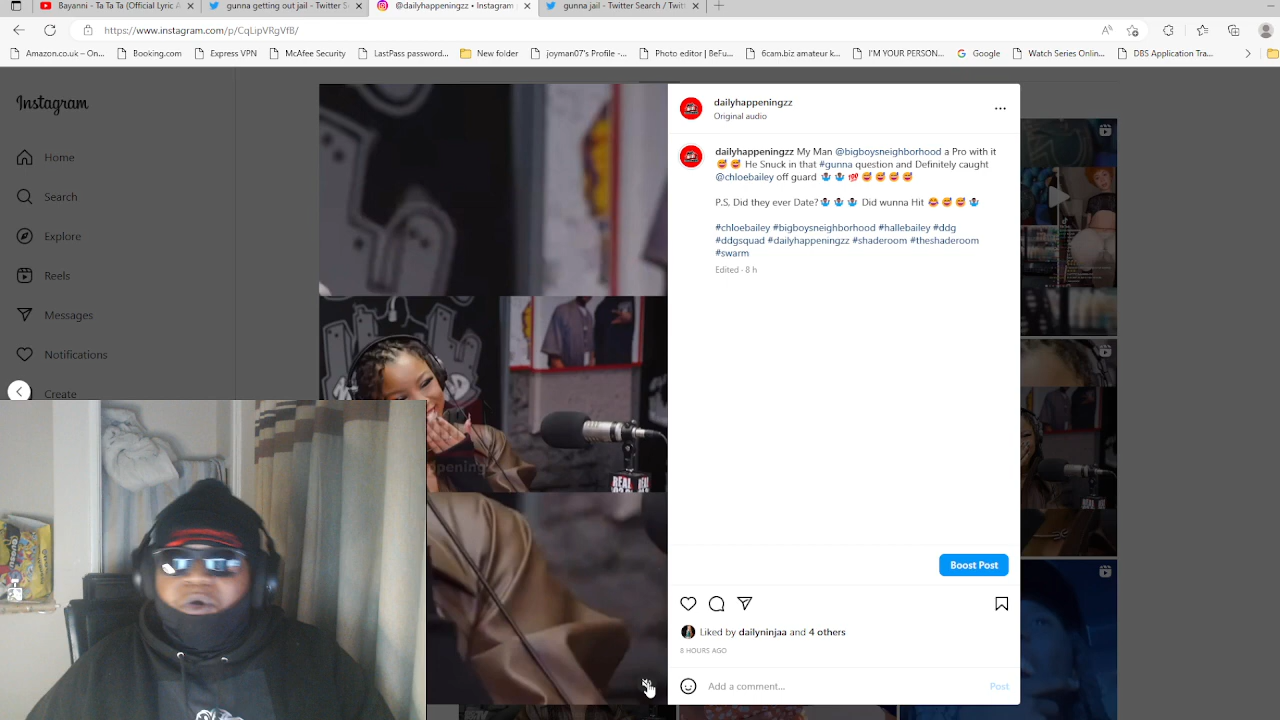 Bayanni - Ta Ta Ta (Official Lyric
gunna getting out jail - Twitter S
@dailyhappeningzz • Instagram
gunna jail - Twitter Search / Twitt
https://www.instagram.com/p/CqLipVRgVfB/
Amazon.co.uk – On...
Booking.com
Express VPN
McAfee Security
LastPass password...
New folder
joyman07's Profile -...
Photo editor | BeFu...
6cam.biz amateur k...
I'M YOUR PERSON...
Google
Watch Series Online...
DBS Application Tra...
Instagram
Home
Search
Explore
Reels
Messages
Notifications
Create
dailyhappeningzz
Original audio
dailyhappeningzz My Man @bigboysneighborhood a Pro with it
😅 😅 He Snuck in that #gunna question and Definitely caught
@chloebailey off guard 🤷‍♂️ 🤷‍♂️ 💯 😅 😅 😅 😅
P.S, Did they ever Date?🤷‍♂️ 🤷‍♂️ 🤷‍♂️ Did wunna Hit 😂 😅 😅 🤷‍♂️
#chloebailey #bigboysneighborhood #hallebailey #ddg
#ddgsquad #dailyhappeningzz #shaderoom #theshaderoom
#swarm
Edited · 8 h
pening
REAL
Boost Post
Liked by dailyninjaa and 4 others
8 HOURS AGO
Add a comment...
Post